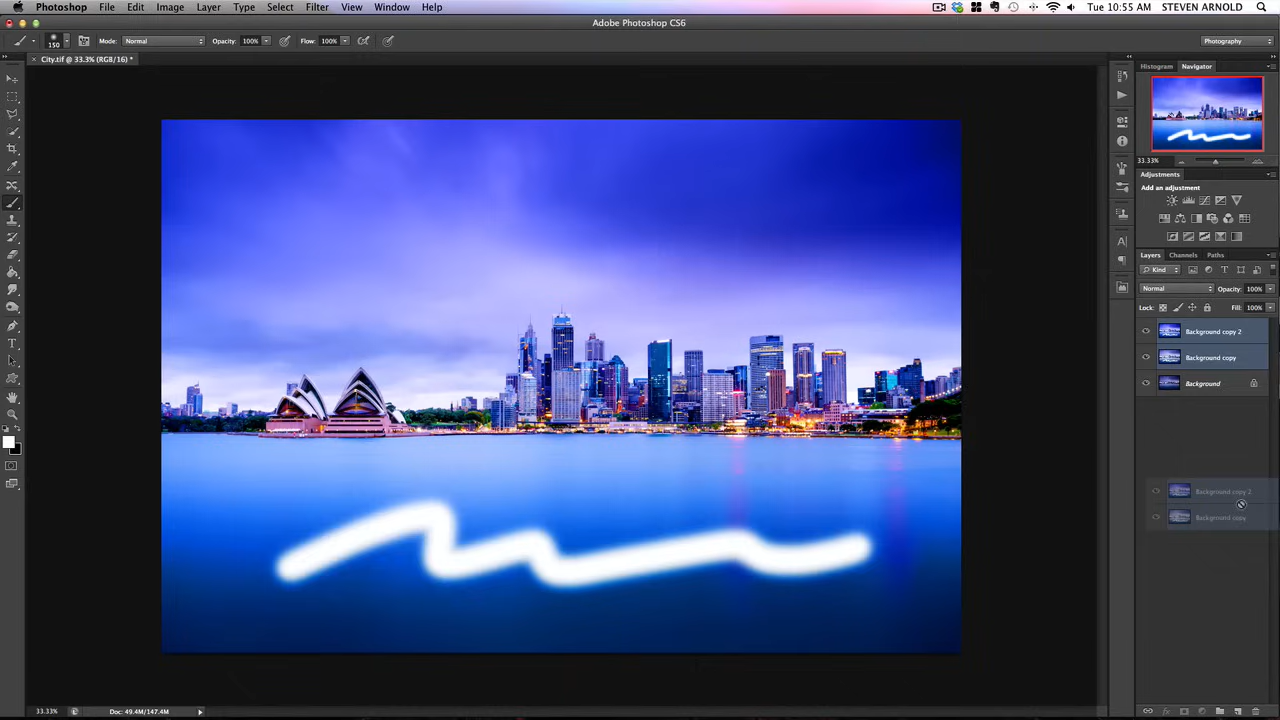 Photoshop File Edit Image Layer Type Select Filter View Window Help Tue 10:55 AM STEVEN ARNOLD
Adobe Photoshop CS6
150 Mode: Normal Opacity: 100% Flow: 100% Photography
City.tif @ 33.3% (RGB/16) *
Histogram Navigator
33.33%
Adjustments
Add an adjustment
Layers Channels Paths
Kind
Normal Opacity: 100%
Lock: Fill: 100%
Background copy 2
Background copy
Background
Background copy 2
Background copy
33.33% Doc: 49.4M/147.4M